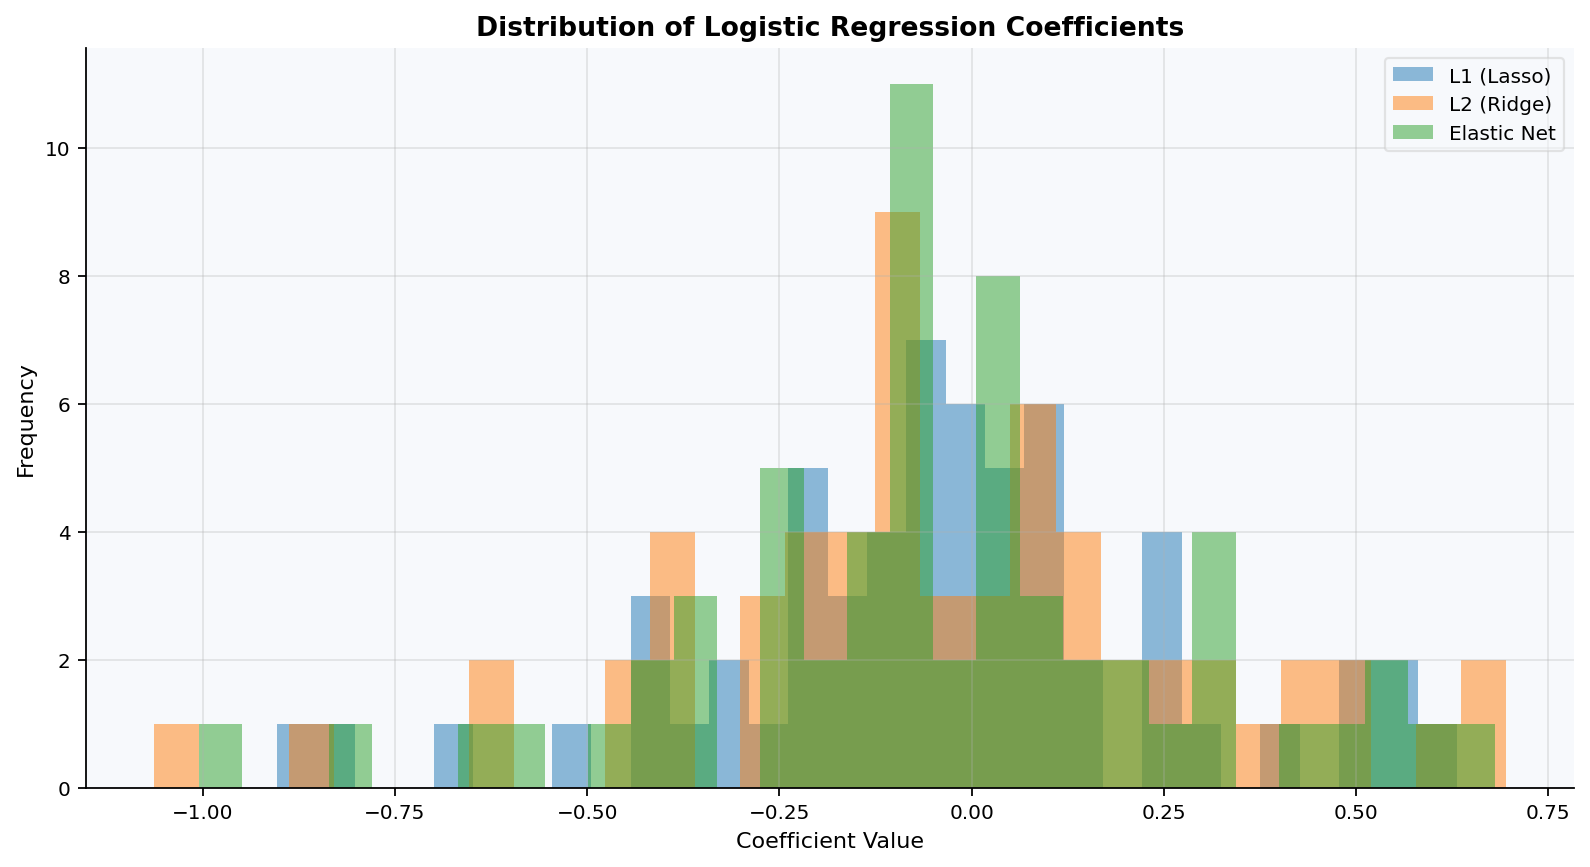 Distribution of Logistic Regression Coefficients
L1 (Lasso)
L2 (Ridge)
Elastic Net
Frequency
10
8
6
4
2
0
−1.00 −0.75 −0.50 −0.25 0.00 0.25 0.50 0.75
Coefficient Value